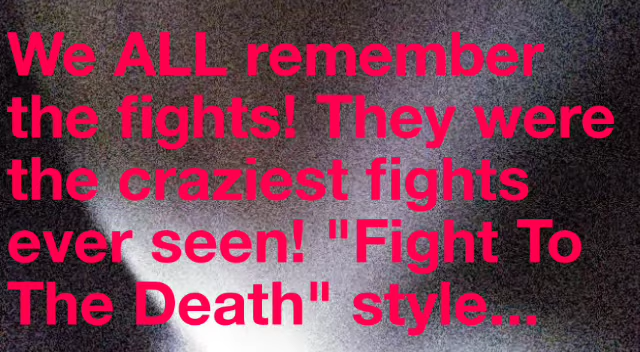 We ALL remember
the fights! They were
the craziest fights
ever seen! "Fight To
The Death" style...